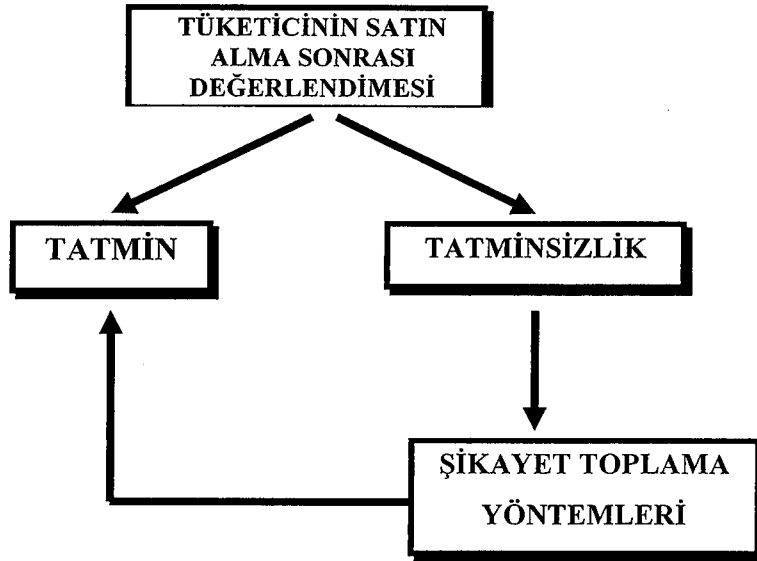 TÜKETİCİNİN SATIN
ALMA SONRASI
DEĞERLENDİMESİ
TATMİN
TATMİNSİZLİK
ŞİKAYET TOPLAMA
YÖNTEMLERİ